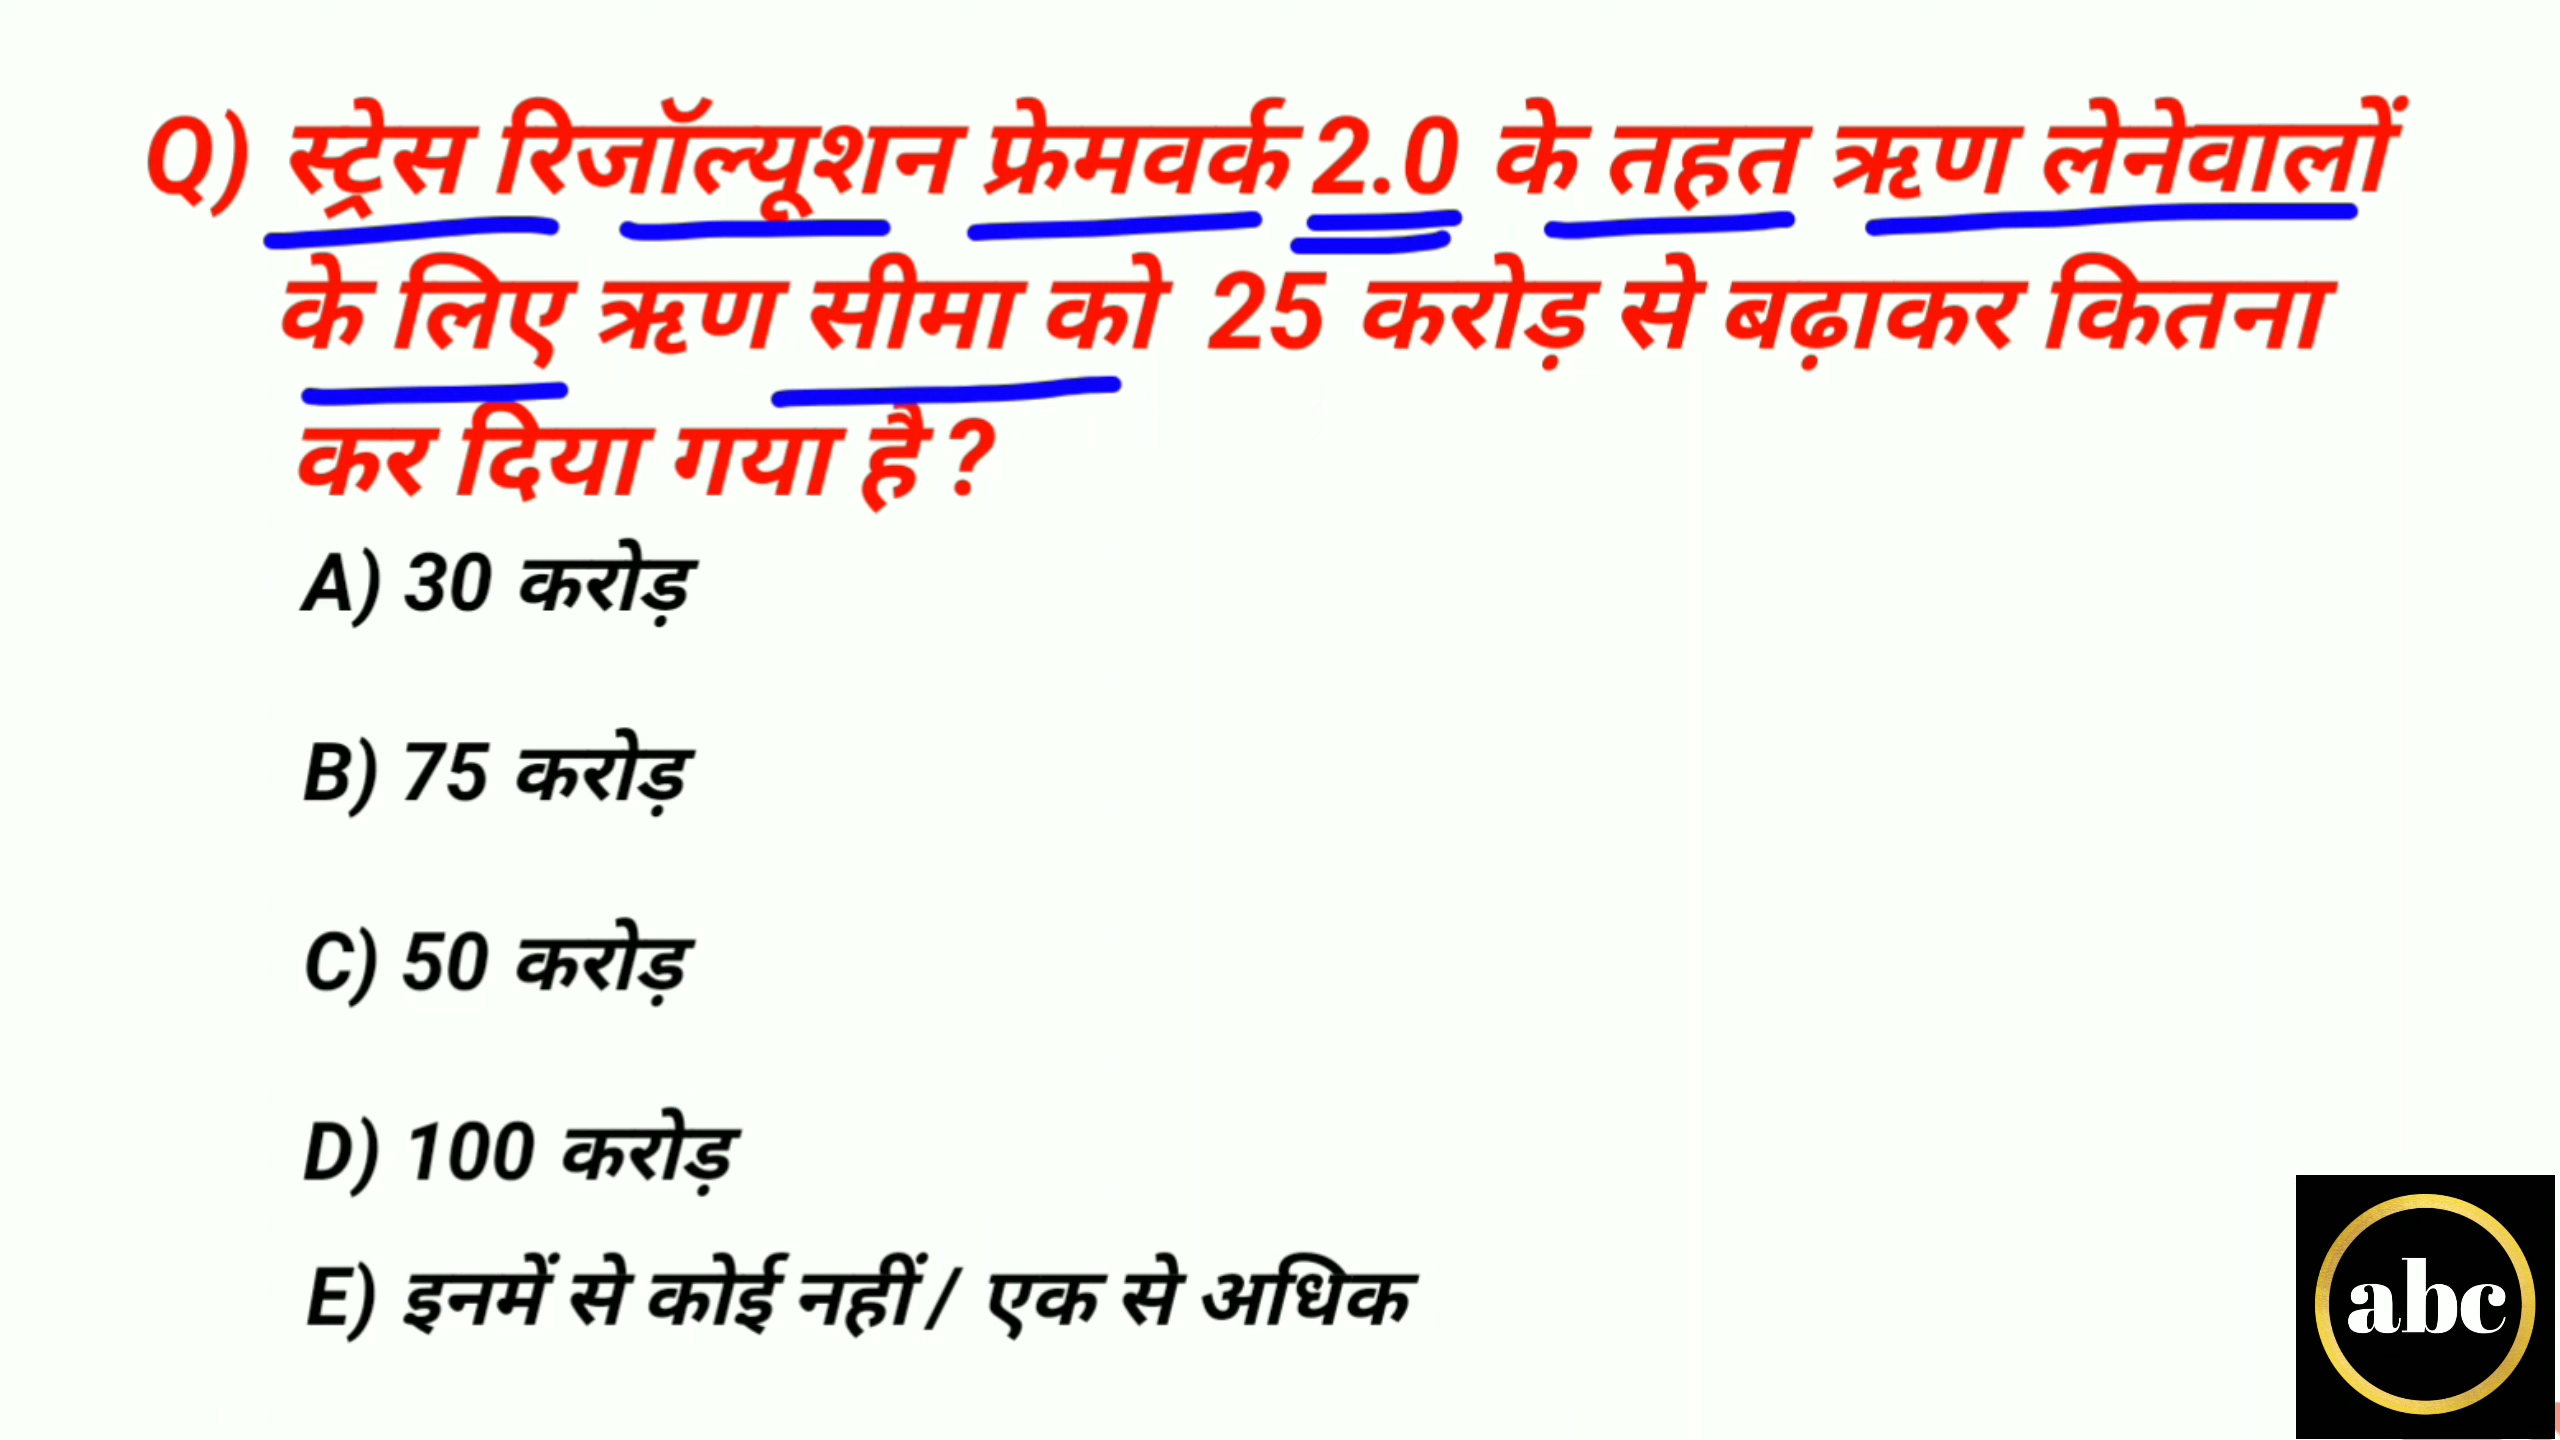 Q) स्ट्रेस रिजॉल्यूशन फ्रेमवर्क 2.0 के तहत ऋण लेनेवालों
के लिए ऋण सीमा को 25 करोड़ से बढ़ाकर कितना
कर दिया गया है ?
A) 30 करोड़
B) 75 करोड़
C) 50 करोड़
D) 100 करोड़
E) इनमें से कोई नहीं / एक से अधिक
abc